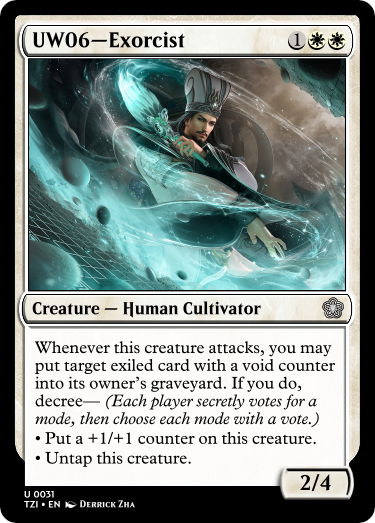 UW06—Exorcist 1
Creature — Human Cultivator
Whenever this creature attacks, you may
put target exiled card with a void counter
into its owner's graveyard. If you do,
decree— (Each player secretly votes for a
mode, then choose each mode with a vote.)
• Put a +1/+1 counter on this creature.
• Untap this creature.
2/4
U 0031
TZI • EN Derrick Zha